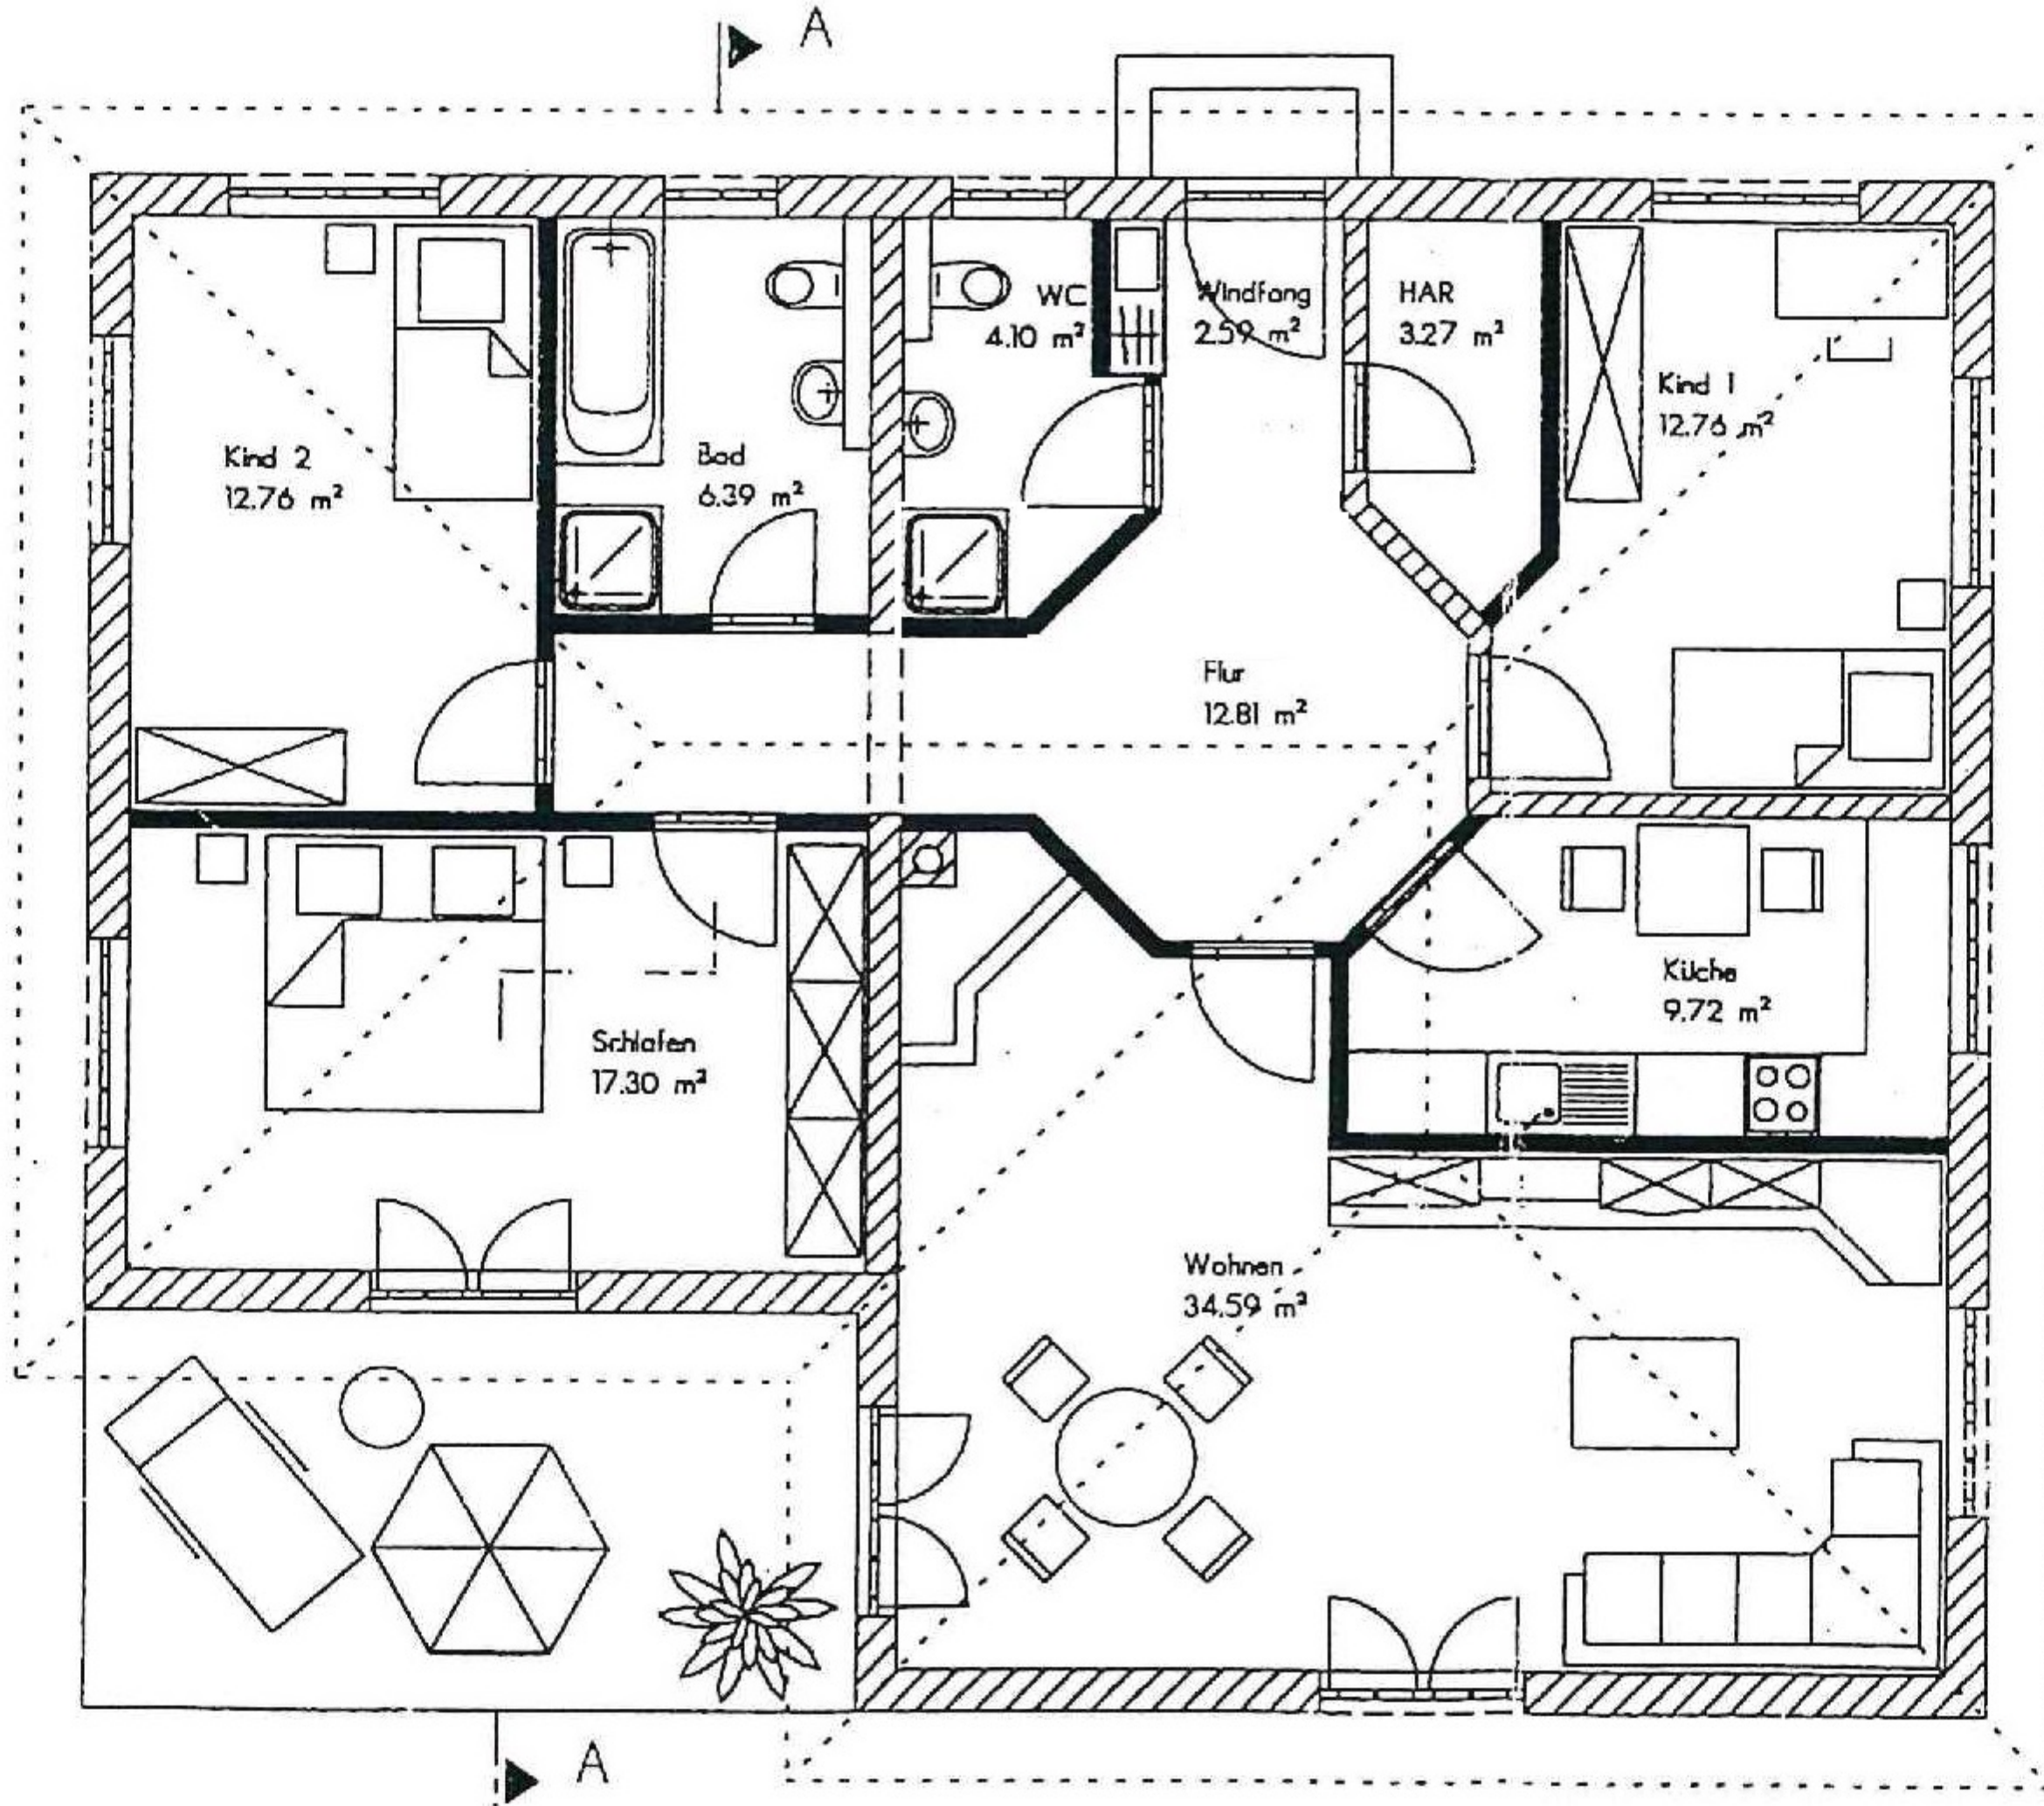 A
WC
4.10 m²
Windfang
2.59 m²
HAR
3.27 m²
Kind 1
12.76 m²
Kind 2
12.76 m²
Bad
6.39 m²
Flur
12.81 m²
Küche
9.72 m²
Schlafen
17.30 m²
Wohnen
34.59 m²
A